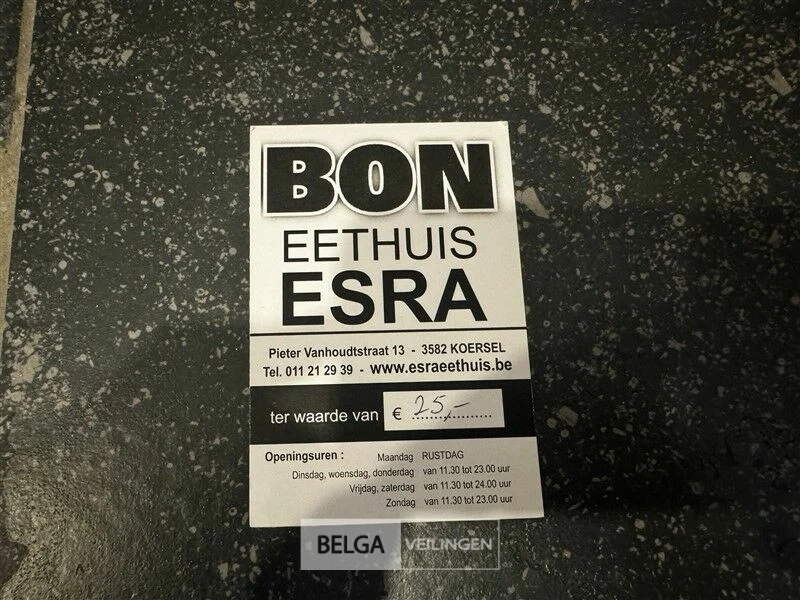 BON
EETHUIS
ESRA
Pieter Vanhoudtstraat 13 - 3582 KOERSEL
Tel. 011 21 29 39 - www.esraeethuis.be
ter waarde van € 25,-
Openingsuren : Maandag RUSTDAG
Dinsdag, woensdag, donderdag van 11.30 tot 23.00 uur
Vrijdag, zaterdag van 11.30 tot 24.00 uur
Zondag van 11.30 tot 23.00 uur
BELGA VEILINGEN